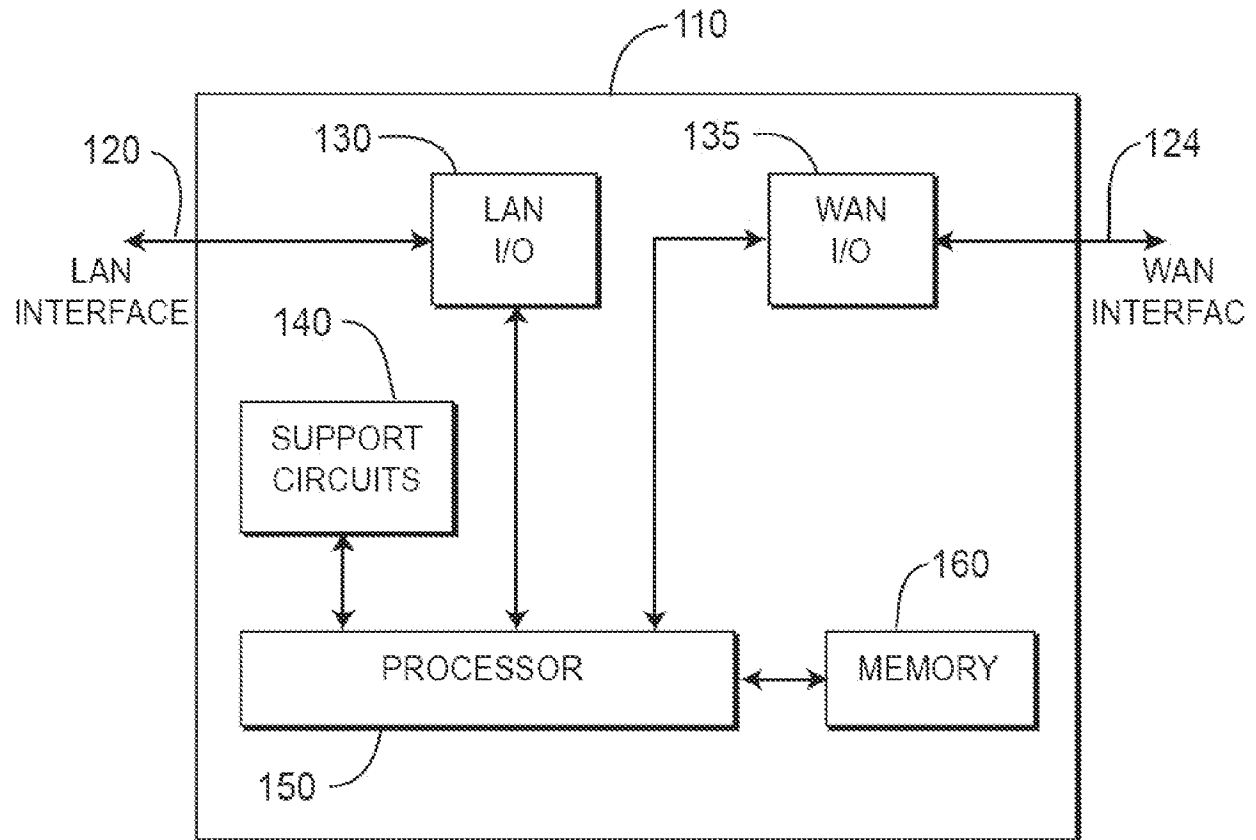 110
130
135
120
124
LAN
I/O
WAN
I/O
LAN
INTERFACE
WAN
INTERFAC
140
SUPPORT
CIRCUITS
160
PROCESSOR
MEMORY
150